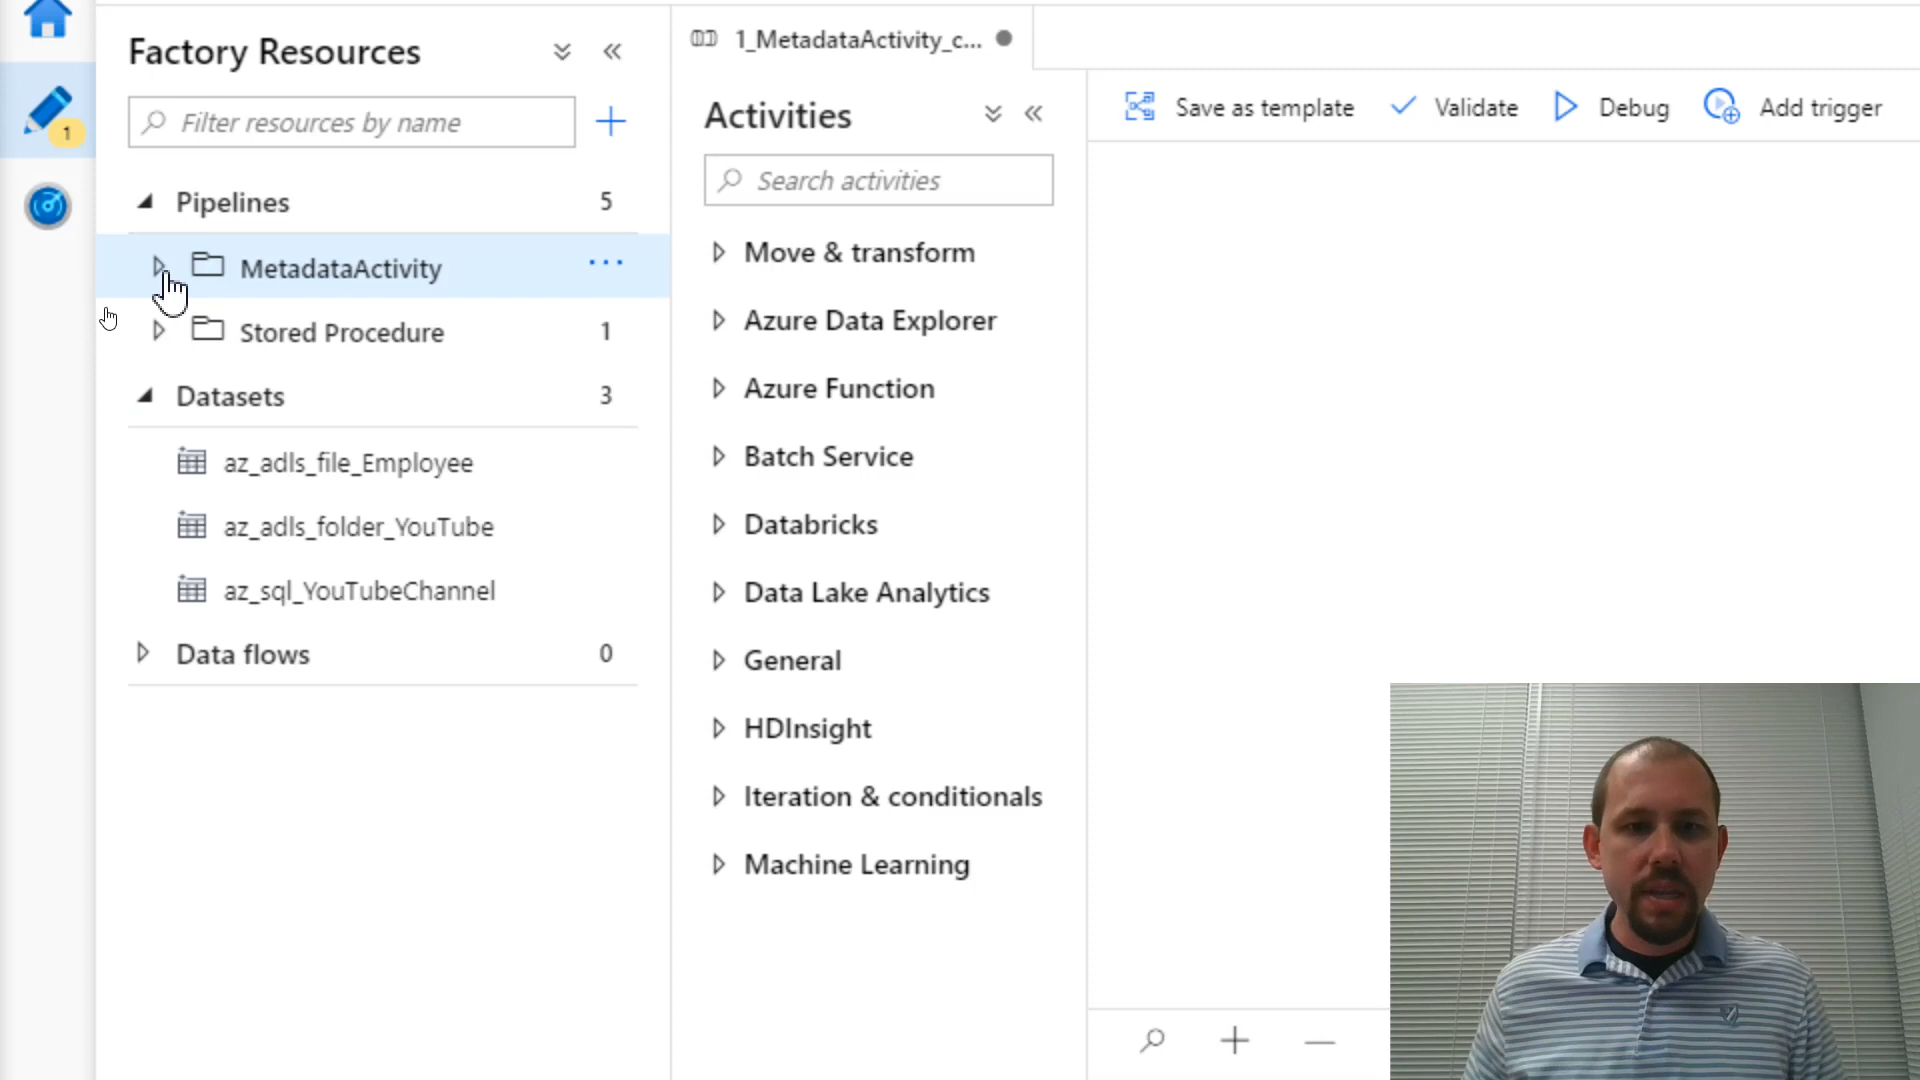 Factory Resources
Filter resources by name
1
Pipelines 5
MetadataActivity ...
Stored Procedure 1
Datasets 3
az_adls_file_Employee
az_adls_folder_YouTube
az_sql_YouTubeChannel
Data flows 0
1_MetadataActivity_c...
Activities
Search activities
Move & transform
Azure Data Explorer
Azure Function
Batch Service
Databricks
Data Lake Analytics
General
HDInsight
Iteration & conditionals
Machine Learning
Save as template Validate Debug Add trigger